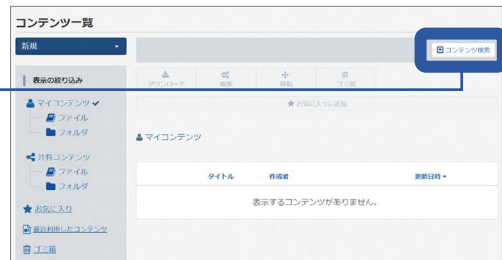 コンテンツ一覧
新規
コンテンツ検索
表示の絞り込み
ダウンロード 編集 移動 ゴミ箱
マイコンテンツ
ファイル
フォルダ
お気に入りに追加
マイコンテンツ
共有コンテンツ
ファイル
フォルダ
タイトル 作成者 更新日時
表示するコンテンツがありません。
お気に入り
最近利用したコンテンツ
ゴミ箱